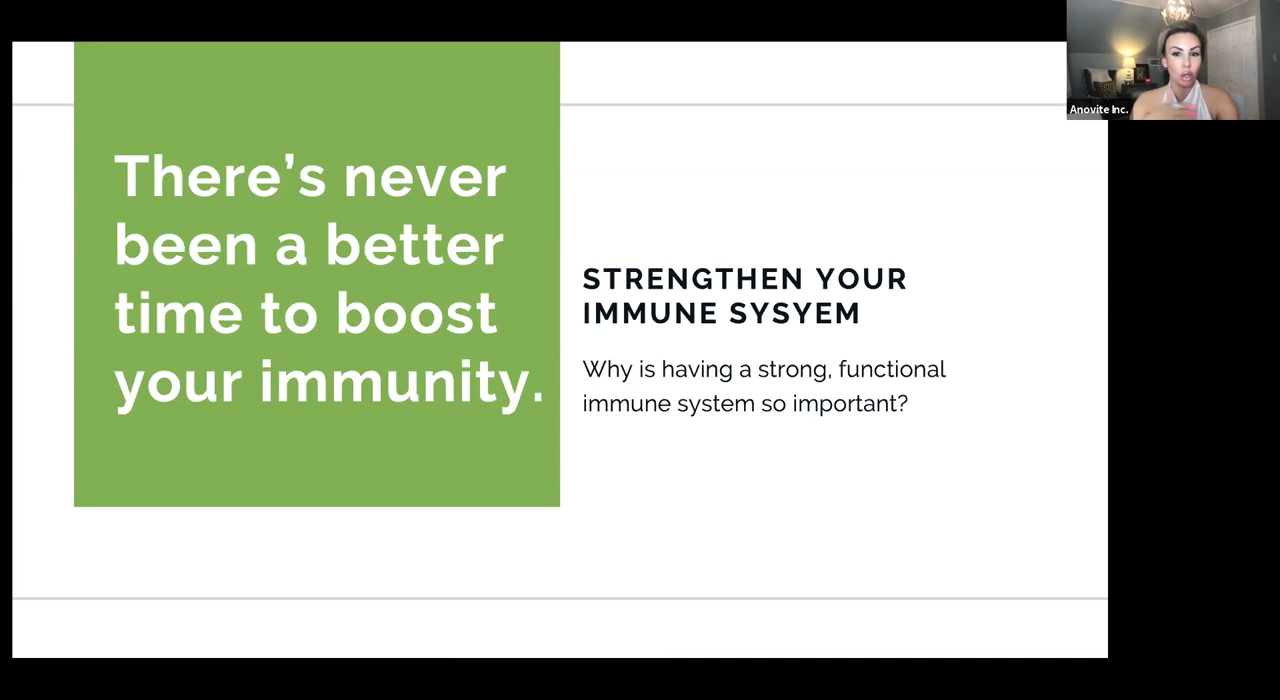 There's never
been a better
time to boost
your immunity.
STRENGTHEN YOUR
IMMUNE SYSYEM
Why is having a strong, functional
immune system so important?
Anovite Inc.